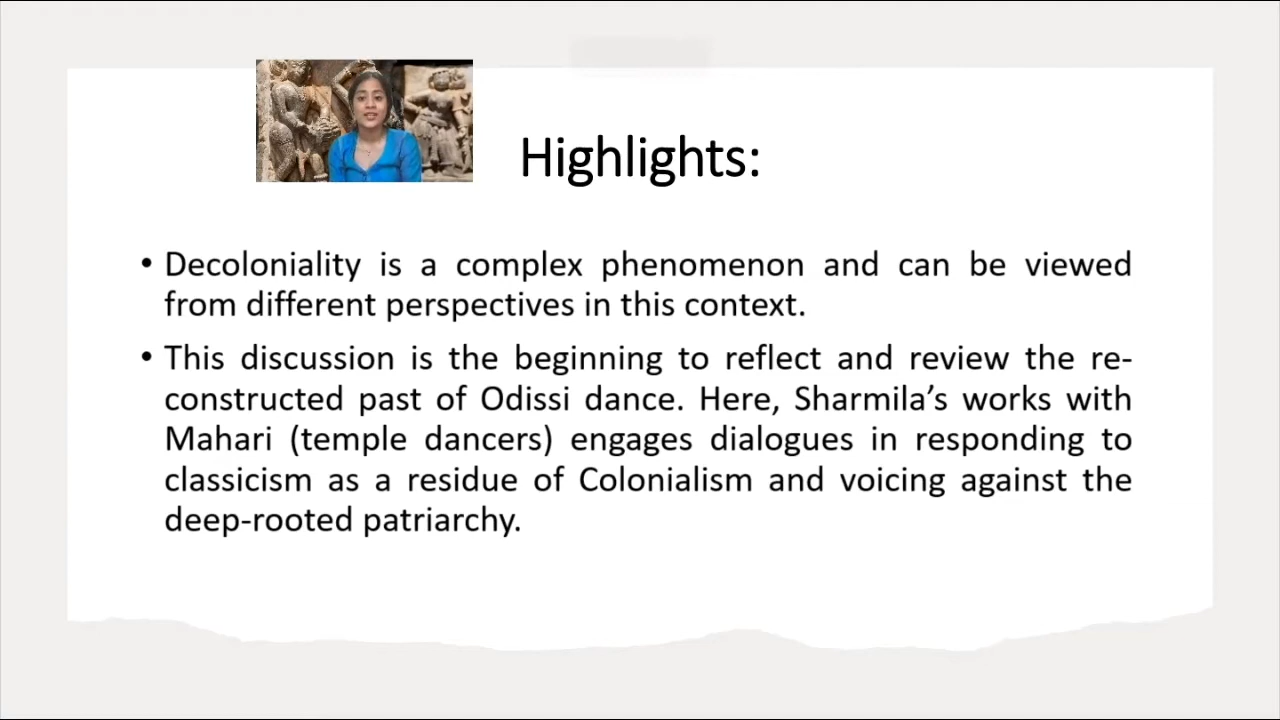 Highlights:
• Decoloniality is a complex phenomenon and can be viewed
from different perspectives in this context.
• This discussion is the beginning to reflect and review the re-
constructed past of Odissi dance. Here, Sharmila’s works with
Mahari (temple dancers) engages dialogues in responding to
classicism as a residue of Colonialism and voicing against the
deep-rooted patriarchy.